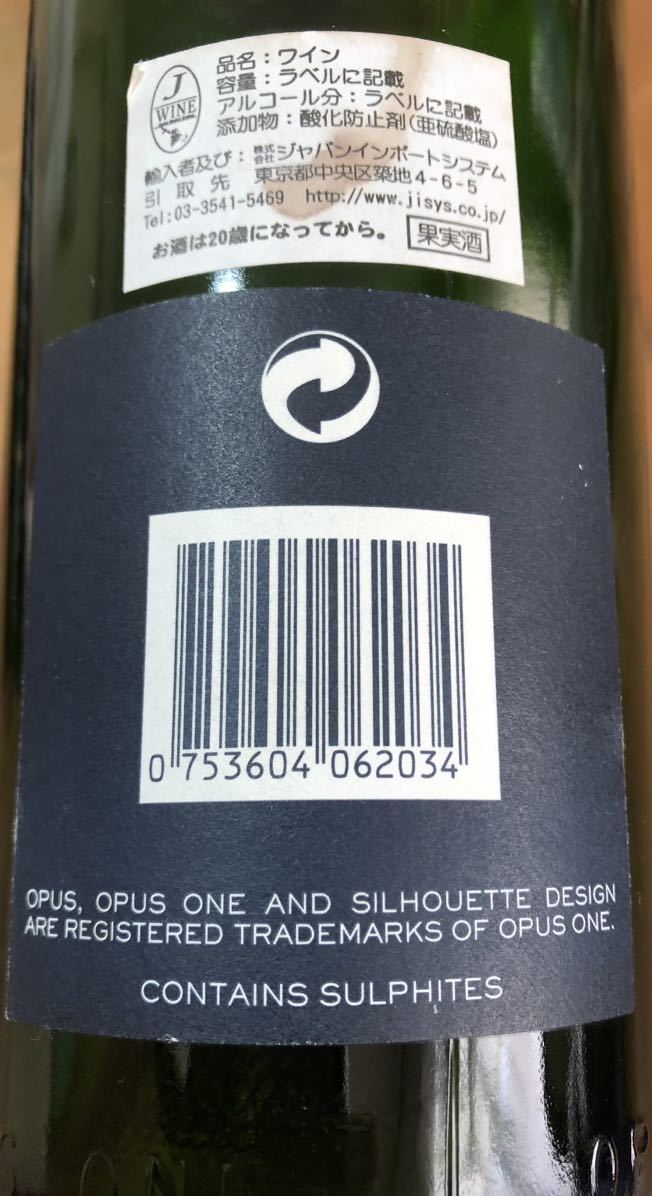 J
WINE
品名：ワイン
容量：ラベルに記載
アルコール分：ラベルに記載
添加物：酸化防止剤（亜硫酸塩）
輸入者及び：株式会社ジャパンインポートシステム
引取先 東京都中央区築地4-6-5
Tel:03-3541-5469 http://www.jisys.co.jp/
お酒は20歳になってから。 果実酒
0 753604 062034
OPUS, OPUS ONE AND SILHOUETTE DESIGN
ARE REGISTERED TRADEMARKS OF OPUS ONE.
CONTAINS SULPHITES